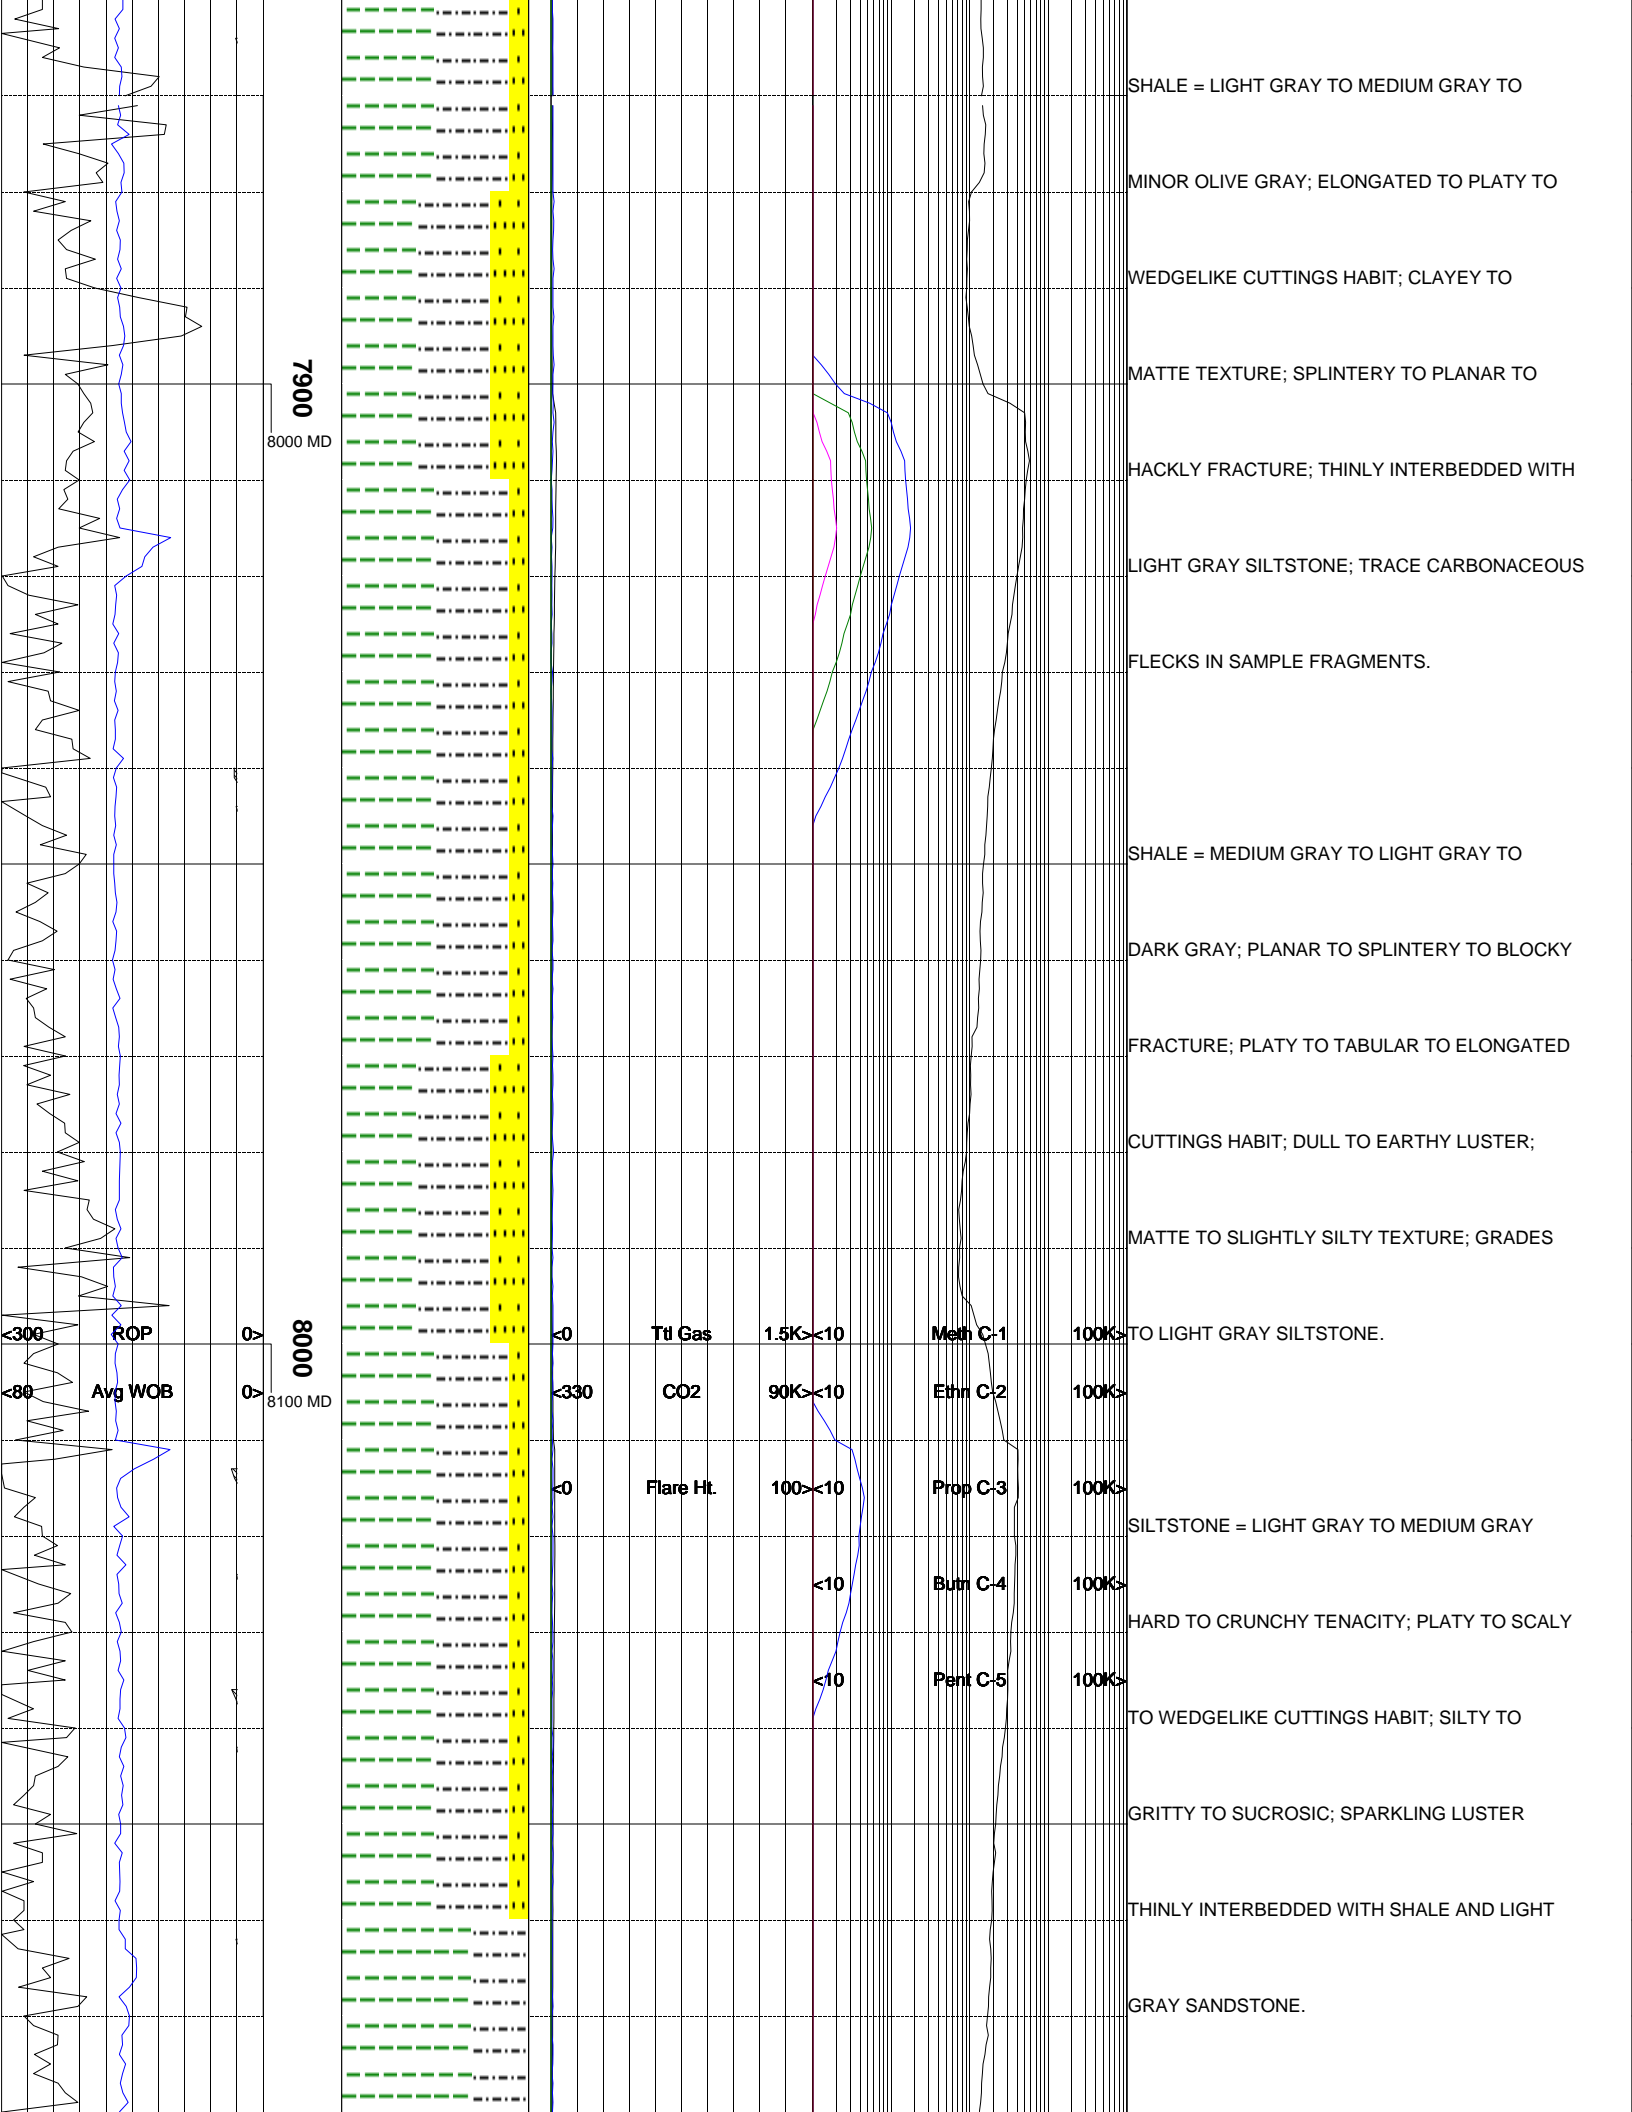 SHALE = LIGHT GRAY TO MEDIUM GRAY TO
MINOR OLIVE GRAY; ELONGATED TO PLATY TO
WEDGELIKE CUTTINGS HABIT; CLAYEY TO
MATTE TEXTURE; SPLINTERY TO PLANAR TO
7900
8000 MD
HACKLY FRACTURE; THINLY INTERBEDDED WITH
LIGHT GRAY SILTSTONE; TRACE CARBONACEOUS
FLECKS IN SAMPLE FRAGMENTS.
SHALE = MEDIUM GRAY TO LIGHT GRAY TO
DARK GRAY; PLANAR TO SPLINTERY TO BLOCKY
FRACTURE; PLATY TO TABULAR TO ELONGATED
CUTTINGS HABIT; DULL TO EARTHY LUSTER;
MATTE TO SLIGHTLY SILTY TEXTURE; GRADES
<300 ROP 0> 8000 <0 Ttl Gas 1.5K> <10 Meth C-1 100K> TO LIGHT GRAY SILTSTONE.
<80 Avg WOB 0> 8100 MD <330 CO2 90K> <10 Ethn C-2 100K>
<0 Flare Ht. 100> <10 Prop C-3 100K>
SILTSTONE = LIGHT GRAY TO MEDIUM GRAY
<10 Butn C-4 100K>
HARD TO CRUNCHY TENACITY; PLATY TO SCALY
<10 Pent C-5 100K>
TO WEDGELIKE CUTTINGS HABIT; SILTY TO
GRITTY TO SUCROSIC; SPARKLING LUSTER
THINLY INTERBEDDED WITH SHALE AND LIGHT
GRAY SANDSTONE.